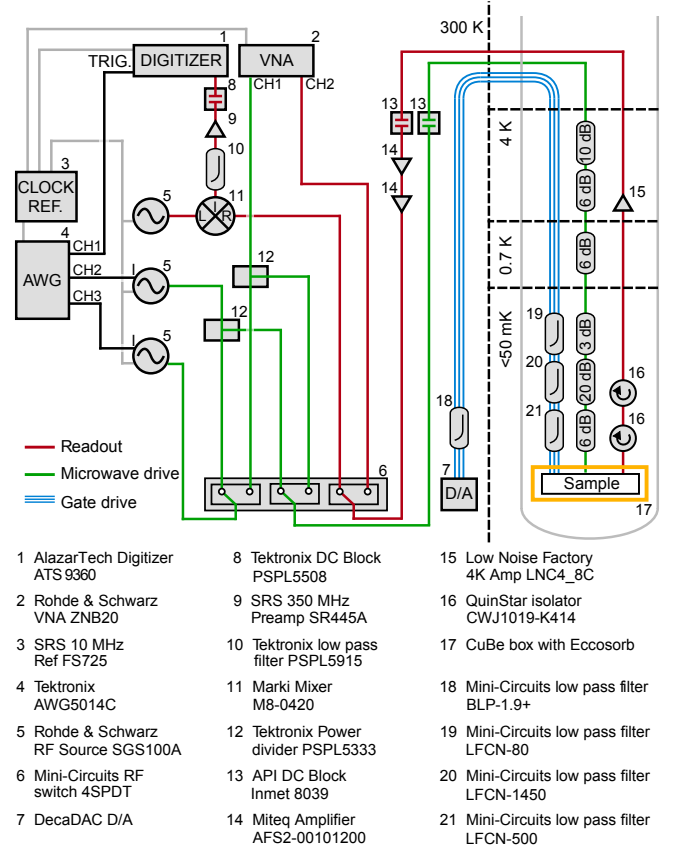 1
2
DIGITIZER
VNA
TRIG.
CH1
CH2
8
9
10
3
CLOCK
REF.
4
AWG
CH1
CH2
CH3
5
11
L
I
R
I
5
I
5
12
12
6
Readout
Microwave drive
Gate drive
300 K
13
13
14
14
4 K
10 dB
6 dB
15
0.7 K
6 dB
<50 mK
19
3 dB
20
20 dB
16
21
6 dB
16
18
7
D/A
Sample
17
1 AlazarTech Digitizer
ATS 9360
2 Rohde & Schwarz
VNA ZNB20
3 SRS 10 MHz
Ref FS725
4 Tektronix
AWG5014C
5 Rohde & Schwarz
RF Source SGS100A
6 Mini-Circuits RF
switch 4SPDT
7 DecaDAC D/A
8 Tektronix DC Block
PSPL5508
9 SRS 350 MHz
Preamp SR445A
10 Tektronix low pass
filter PSPL5915
11 Marki Mixer
M8-0420
12 Tektronix Power
divider PSPL5333
13 API DC Block
Inmet 8039
14 Miteq Amplifier
AFS2-00101200
15 Low Noise Factory
4K Amp LNC4_8C
16 QuinStar isolator
CWJ1019-K414
17 CuBe box with Eccosorb
18 Mini-Circuits low pass filter
BLP-1.9+
19 Mini-Circuits low pass filter
LFCN-80
20 Mini-Circuits low pass filter
LFCN-1450
21 Mini-Circuits low pass filter
LFCN-500